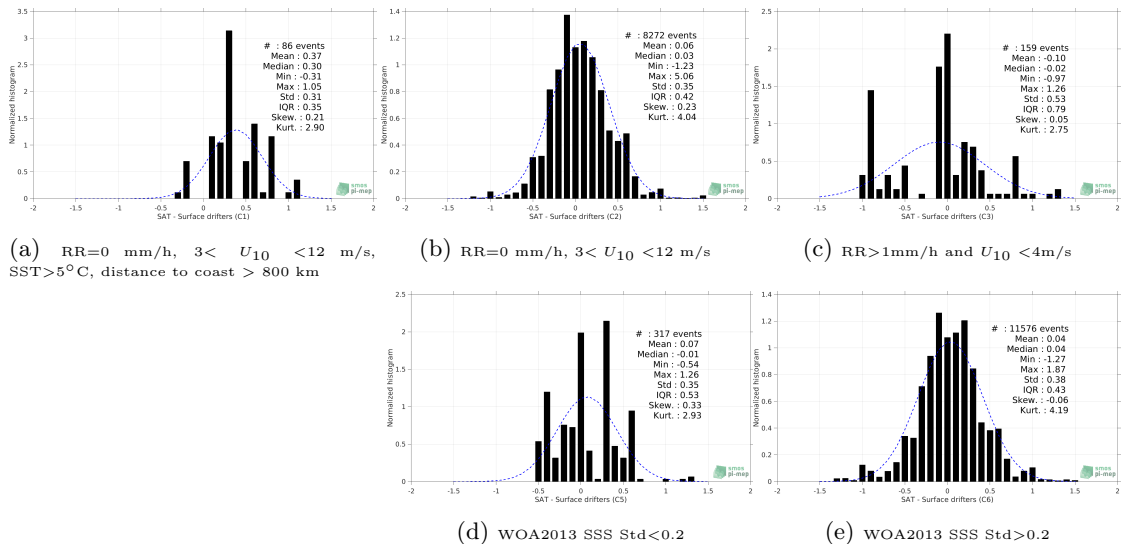 1.4
1.2
1
0.8
0.6
0.4
0.2
0
3.5
3
2.5
2
1.5
1
0.5
0
2.5
2
1.5
1
0.5
0
Normalized histogram
# : 86 events
Mean : 0.37
Median : 0.30
Min : -0.31
Max : 1.05
Std : 0.31
IQR : 0.35
Skew. : 0.21
Kurt. : 2.90
smos
pi-mep
-2 -1.5 -1 -0.5 0 0.5 1 1.5 2
SAT - Surface drifters (C1)
Normalized histogram
# : 8272 events
Mean : 0.06
Median : 0.03
Min : -1.23
Max : 5.06
Std : 0.35
IQR : 0.42
Skew. : 0.23
Kurt. : 4.04
smos
pi-mep
-2 -1.5 -1 -0.5 0 0.5 1 1.5 2
SAT - Surface drifters (C2)
Normalized histogram
# : 159 events
Mean : -0.10
Median : -0.02
Min : -0.97
Max : 1.26
Std : 0.53
IQR : 0.79
Skew. : 0.05
Kurt. : 2.75
smos
pi-mep
-2 -1.5 -1 -0.5 0 0.5 1 1.5 2
SAT - Surface drifters (C3)
(a) RR=0 mm/h, 3< U10 <12 m/s,
SST>5°C, distance to coast > 800 km
(b) RR=0 mm/h, 3< U10 <12 m/s
(c) RR>1mm/h and U10 <4m/s
2.5
2
1.5
1
0.5
0
Normalized histogram
# : 317 events
Mean : 0.07
Median : -0.01
Min : -0.54
Max : 1.26
Std : 0.35
IQR : 0.53
Skew. : 0.33
Kurt. : 2.93
smos
pi-mep
-2 -1.5 -1 -0.5 0 0.5 1 1.5 2
SAT - Surface drifters (C5)
1.4
1.2
1
0.8
0.6
0.4
0.2
0
Normalized histogram
# : 11576 events
Mean : 0.04
Median : 0.04
Min : -1.27
Max : 1.87
Std : 0.38
IQR : 0.43
Skew. : -0.06
Kurt. : 4.19
smos
pi-mep
-2 -1.5 -1 -0.5 0 0.5 1 1.5 2
SAT - Surface drifters (C6)
(d) WOA2013 SSS Std<0.2
(e) WOA2013 SSS Std>0.2